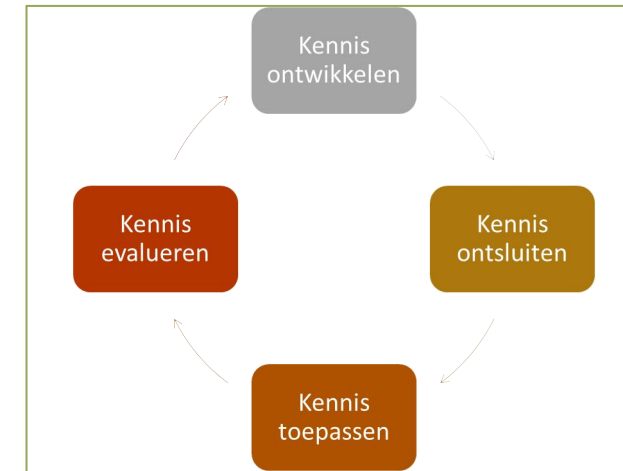 Kennis
ontwikkelen
Kennis
ontsluiten
Kennis
toepassen
Kennis
evalueren